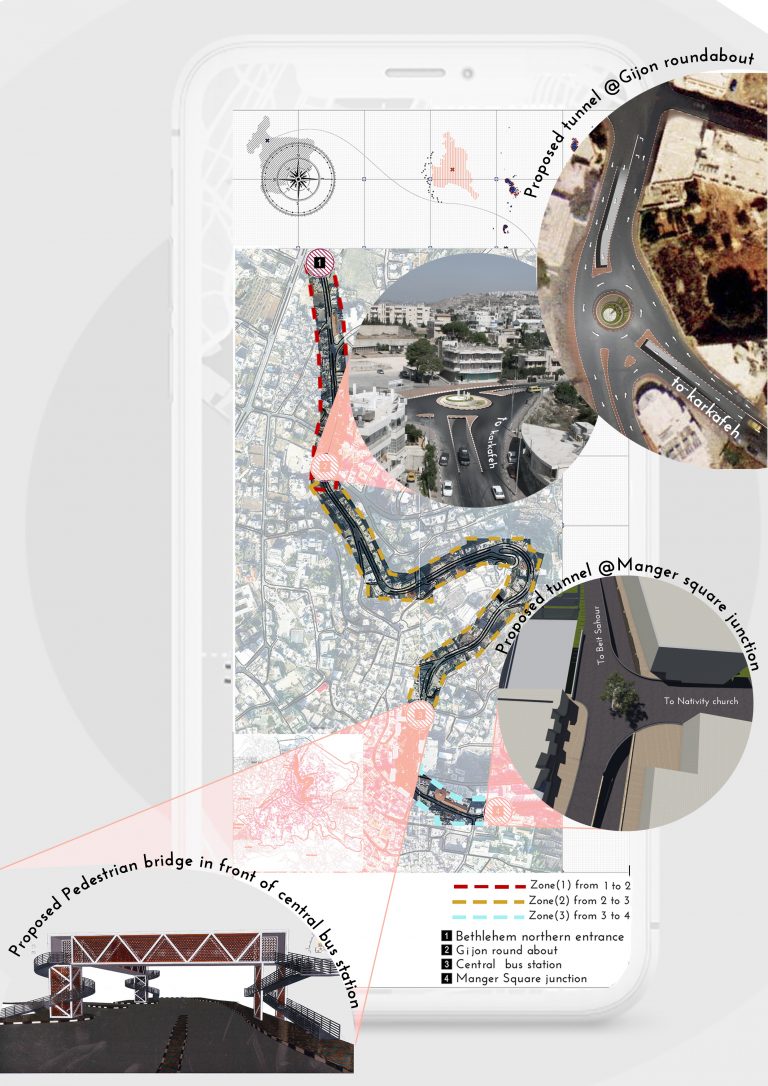 Proposed tunnel @Gijon roundabout
to karkafeh
1
to karkafeh
Proposed tunnel @Manger square junction
To Beit Sahour
To Nativity church
Proposed Pedestrian bridge in front of central bus station
Zone(1) from 1 to 2
Zone(2) from 2 to 3
Zone(3) from 3 to 4
1 Bethlehem northern entrance
2 Gijon round about
3 Central bus station
4 Manger Square junction